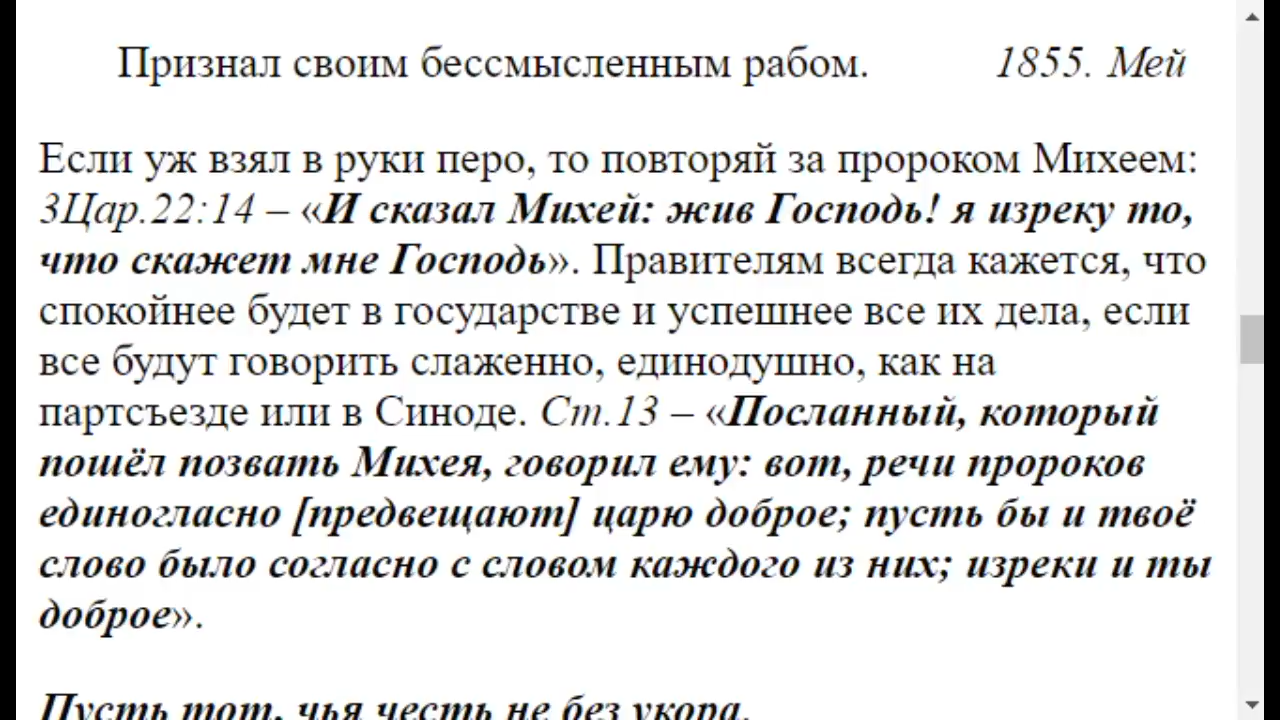 Признал своим бессмысленным рабом. 1855. Мей
Если уж взял в руки перо, то повторяй за пророком Михеем:
3Цар.22:14 – «И сказал Михей: жив Господь! я изреку то,
что скажет мне Господь». Правителям всегда кажется, что
спокойнее будет в государстве и успешнее все их дела, если
все будут говорить слаженно, единодушно, как на
партсъезде или в Синоде. Ст.13 – «Посланный, который
пошёл позвать Михея, говорил ему: вот, речи пророков
единогласно [предвещают] царю доброе; пусть бы и твоё
слово было согласно с словом каждого из них; изреки и ты
доброе».
Пусть тот, чья честь не без укора,